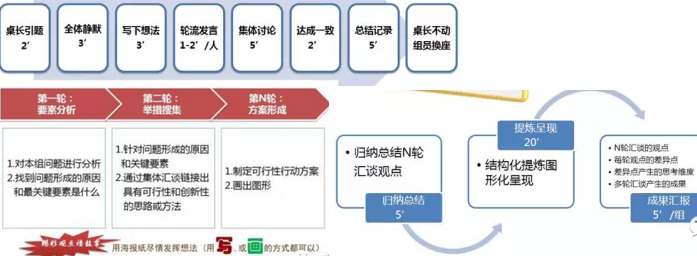 桌长引题
2’
全体静默
3’
写下想法
3’
轮流发言
1-2’/人
集体讨论
5’
达成一致
2’
总结记录
5’
桌长不动
组员换座
第一轮:
要素分析
第二轮:
举措搜集
第N轮:
方案形成
1.对本组问题进行分析
2.找到问题形成的原因
和最关键要素是什么
1.针对问题形成的原因
和关键要素
2.通过集体汇谈链接出
具有可行性和创新性
的思路或方法
1.制定可行性行动方案
2.画出图形
用海报纸尽情发挥想法(用写,或画的方式都可以)
• 归纳总结N轮
汇谈观点
归纳总结
5’
提炼呈现
20’
• 结构化提炼图
形化呈现
• N轮汇谈的观点
• 每轮观点的差异点
• 差异点产生的思考维度
• 多轮汇谈产生的成果
成果汇报
5’/组